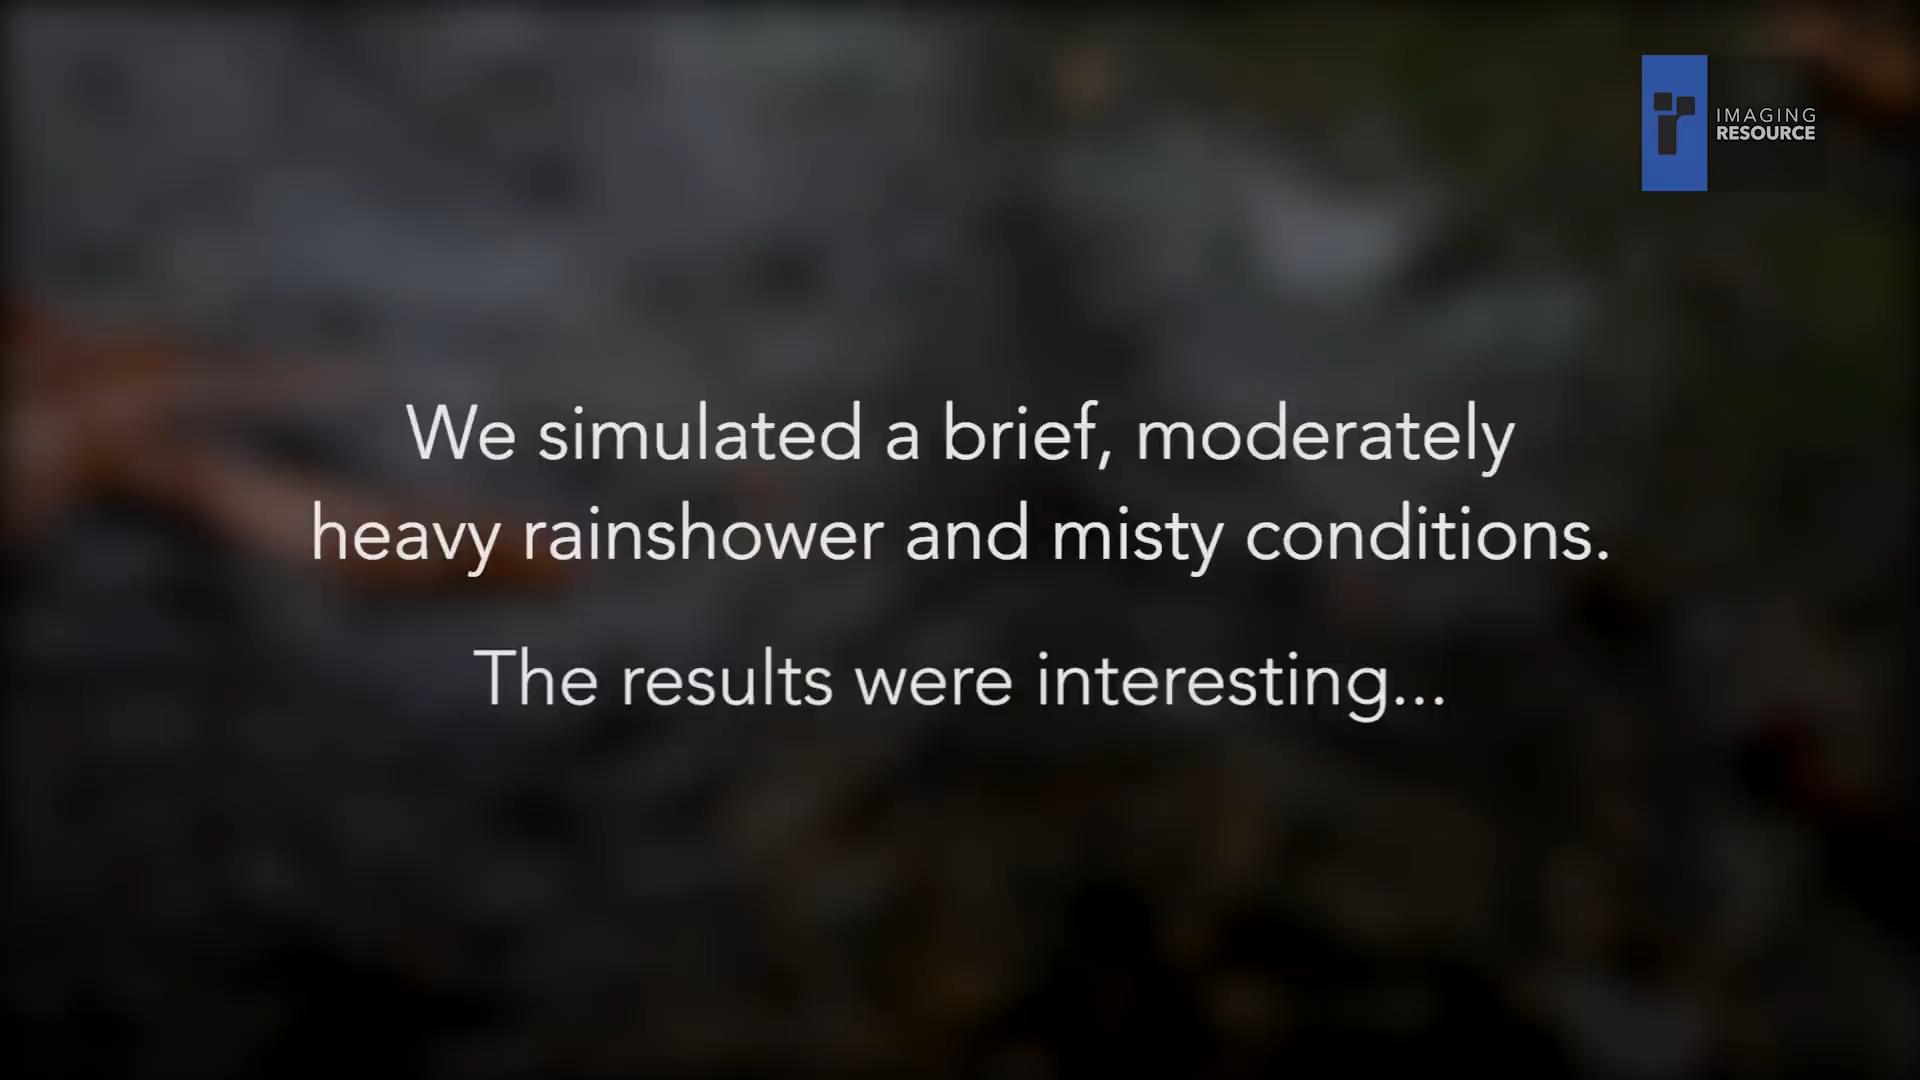 IMAGING
RESOURCE
We simulated a brief, moderately
heavy rainshower and misty conditions.
The results were interesting...